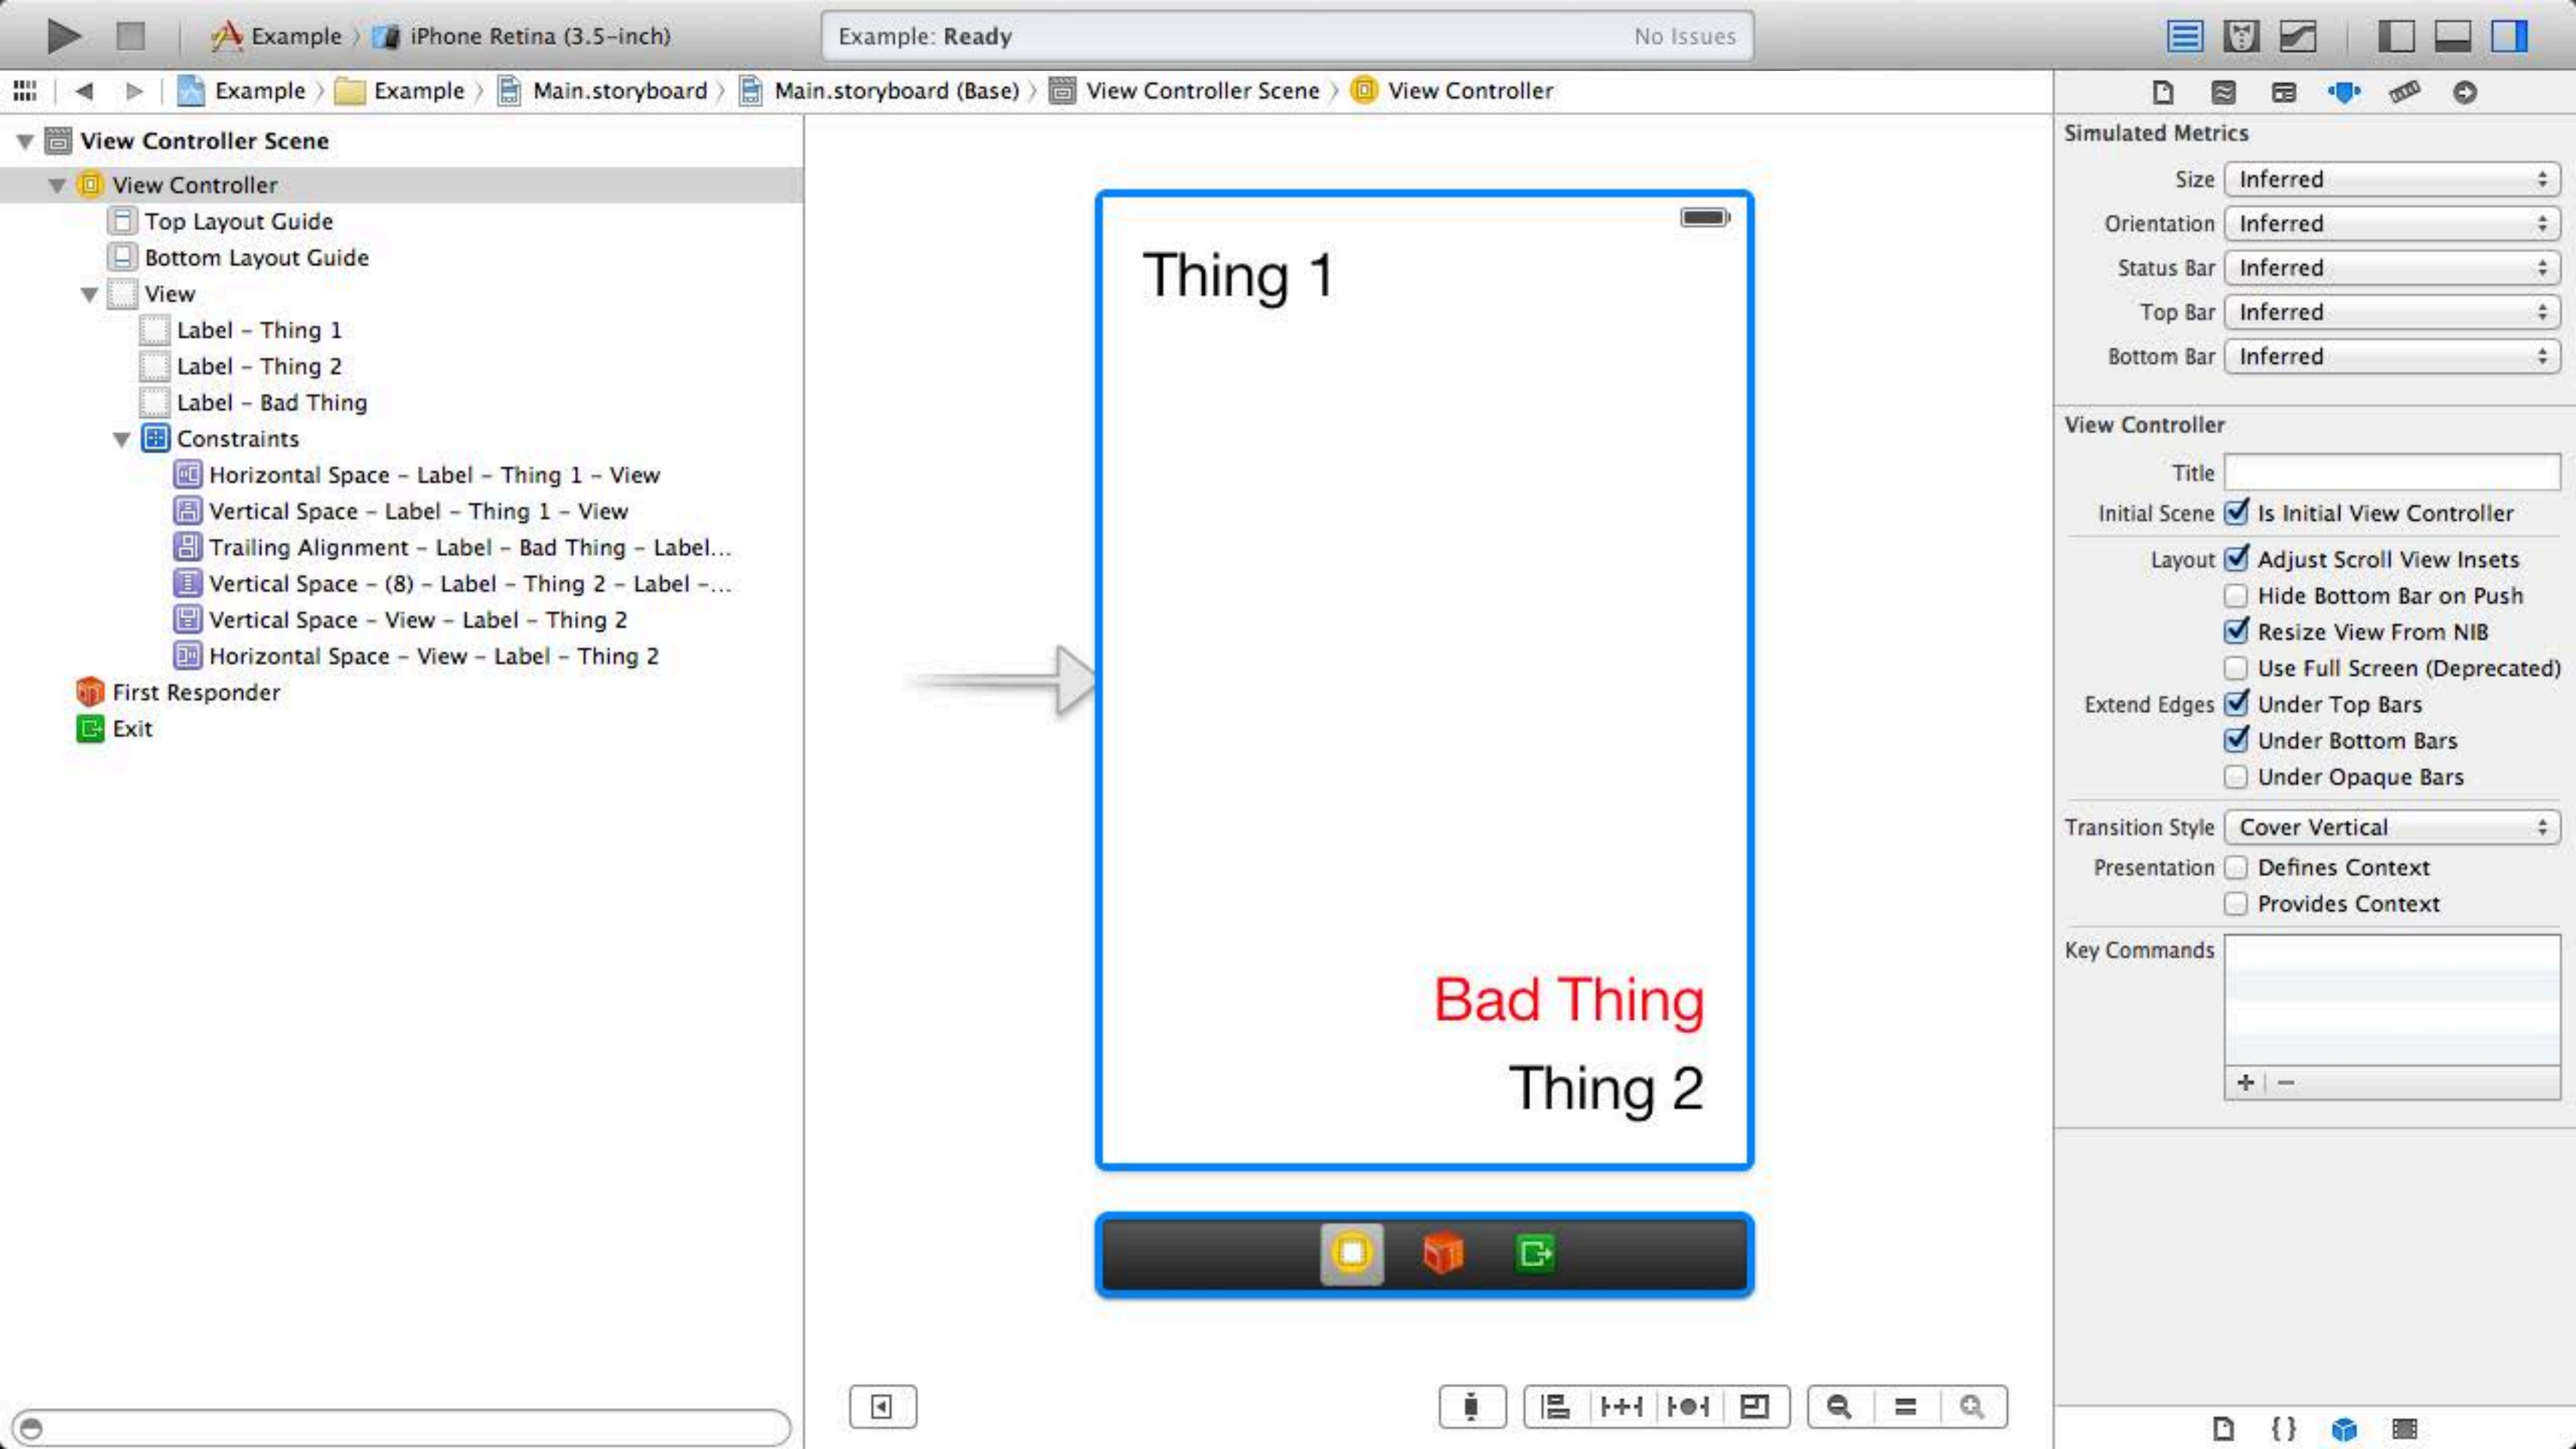 Example
iPhone Retina (3.5-inch)
Example: Ready
No Issues
Example
Example
Main.storyboard
Main.storyboard (Base)
View Controller Scene
View Controller
View Controller Scene
View Controller
Top Layout Guide
Bottom Layout Guide
View
Label – Thing 1
Label – Thing 2
Label – Bad Thing
Constraints
Horizontal Space – Label – Thing 1 – View
Vertical Space – Label – Thing 1 – View
Trailing Alignment – Label – Bad Thing – Label...
Vertical Space – (8) – Label – Thing 2 – Label –...
Vertical Space – View – Label – Thing 2
Horizontal Space – View – Label – Thing 2
First Responder
Exit
Thing 1
Bad Thing
Thing 2
Simulated Metrics
Size Inferred
Orientation Inferred
Status Bar Inferred
Top Bar Inferred
Bottom Bar Inferred
View Controller
Title
Initial Scene Is Initial View Controller
Layout Adjust Scroll View Insets
Hide Bottom Bar on Push
Resize View From NIB
Use Full Screen (Deprecated)
Extend Edges Under Top Bars
Under Bottom Bars
Under Opaque Bars
Transition Style Cover Vertical
Presentation Defines Context
Provides Context
Key Commands